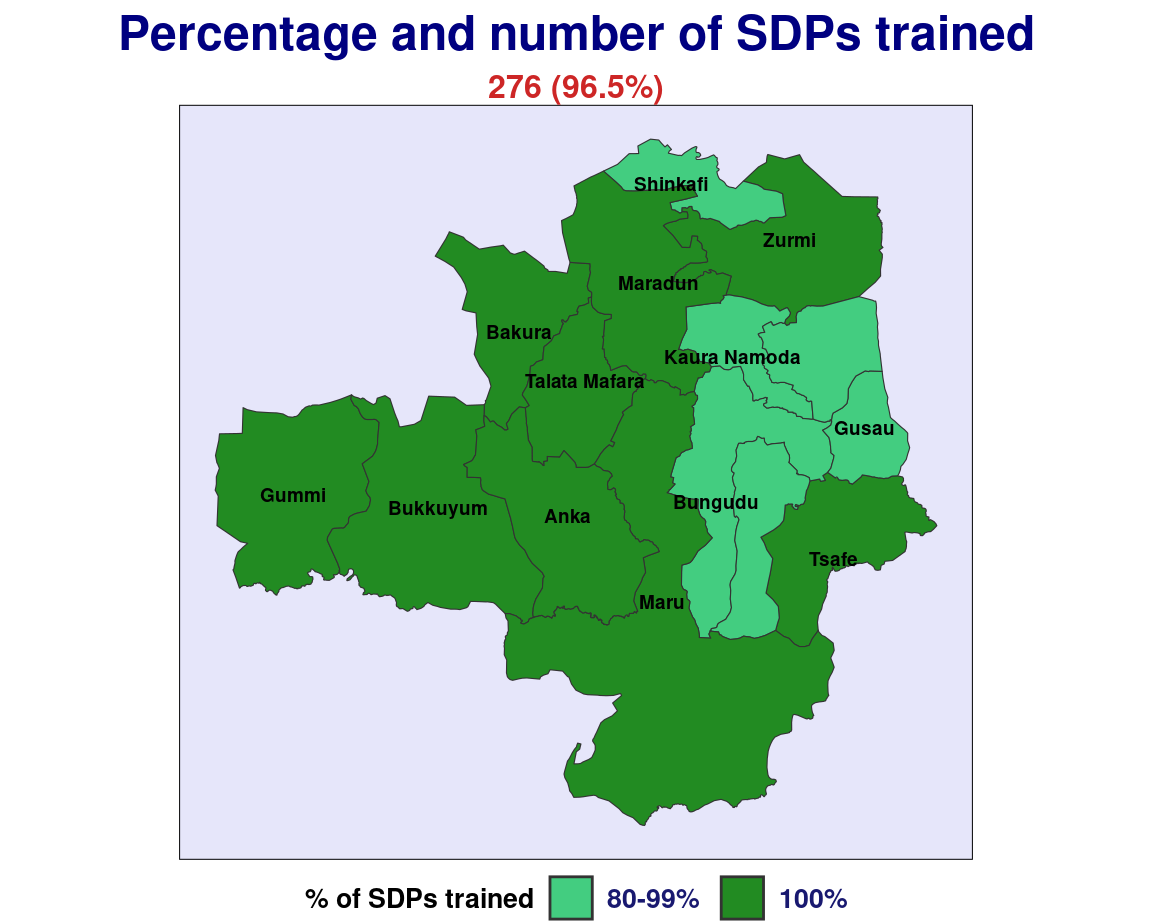 Percentage and number of SDPs trained
276 (96.5%)
Shinkafi
Zurmi
Maradun
Bakura
Kaura Namoda
Talata Mafara
Gusau
Gummi
Bungudu
Bukkuyum
Anka
Tsafe
Maru
% of SDPs trained 80-99% 100%